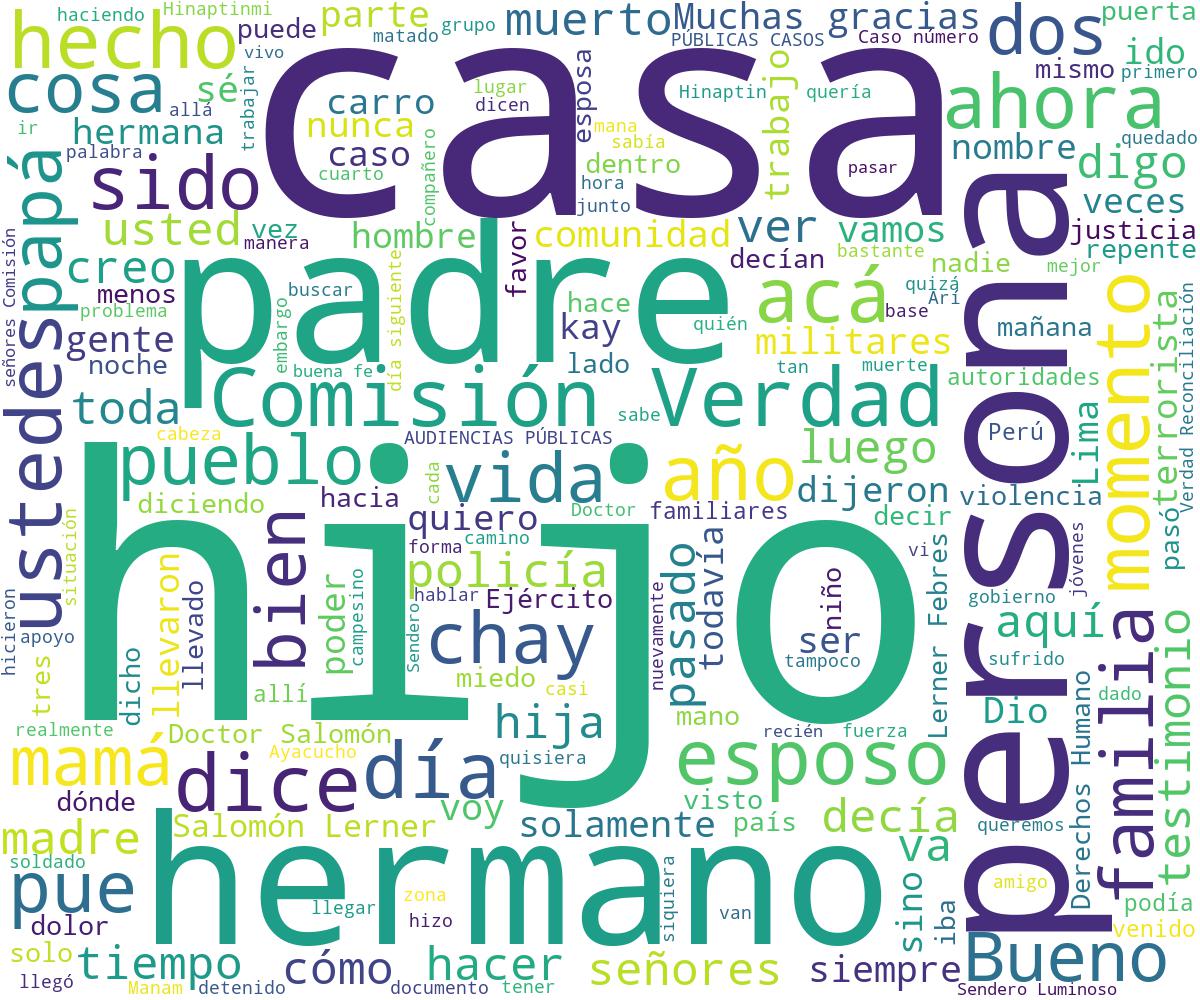 haciendo
Hinaptinmi
hecho
puede
parte
matado
grupo
muerto
Muchas gracias
PÚBLICAS CASOS
Caso número
dos
puerta
ido
vivo
casa
cosa
sé
allá
trabajar
carro
lugar
dicen
esposa
Hinaptin
trabajo
quería
ahora
mismo
primero
ir
hermana
nunca
mana
sabía
nombre
quedado
palabra
caso
compañero
dentro
pasar
digo
papá
sido
cuarto
hora
junto
persona
veces
usted
vez
manera
hombre
favor
comunidad
ver
vamos
justicia
señores Comisión
creo
padre
decían
bastante
nadie
repente
mejor
menos
buscar
día siguiente
hace
acá
quizá
Ari
base
momento
problema
embargo
kay
quién
mañana
terrorista
Verdad Reconciliación
gente
noche
lado
militares
buena fe
tan
muerte
autoridades
ustedes
toda
Comisión Verdad
sabe
Lima
cabeza
AUDIENCIAS PÚBLICAS
Perú
pueblo
hijo
cada
vida
año
luego
diciendo
hacia
dijeron
violencia
pasó
situación
bien
quiero
Doctor
familiares
decir
forma
camino
vi
jóvenes
hicieron
llevaron
poder
campesino
policía
pasado
todavía
niño
Lerner Febres
gobierno
llevado
hablar
Ejército
nuevamente
aquí
apoyo
Sendero
chay
ser
tampoco
familia
testimonio
tres
dicho
allí
miedo
casi
sufrido
dado
realmente
Doctor Salomón
hija
mano
recién
fuerza
Dio
Derechos Humano
mamá
Ayacucho
quisiera
esposo
dónde
dice
día
voy
visto
madre
Salomón Lerner
solamente
país
decía
queremos
soldado
hermano
va
pue
llegar
zona
siquiera
amigo
podía
dolor
hizo
van
sino
iba
venido
solo
tiempo
cómo
hacer
señores
siempre
Bueno
llegó
Manam
detenido
documento
tener
Sendero Luminoso